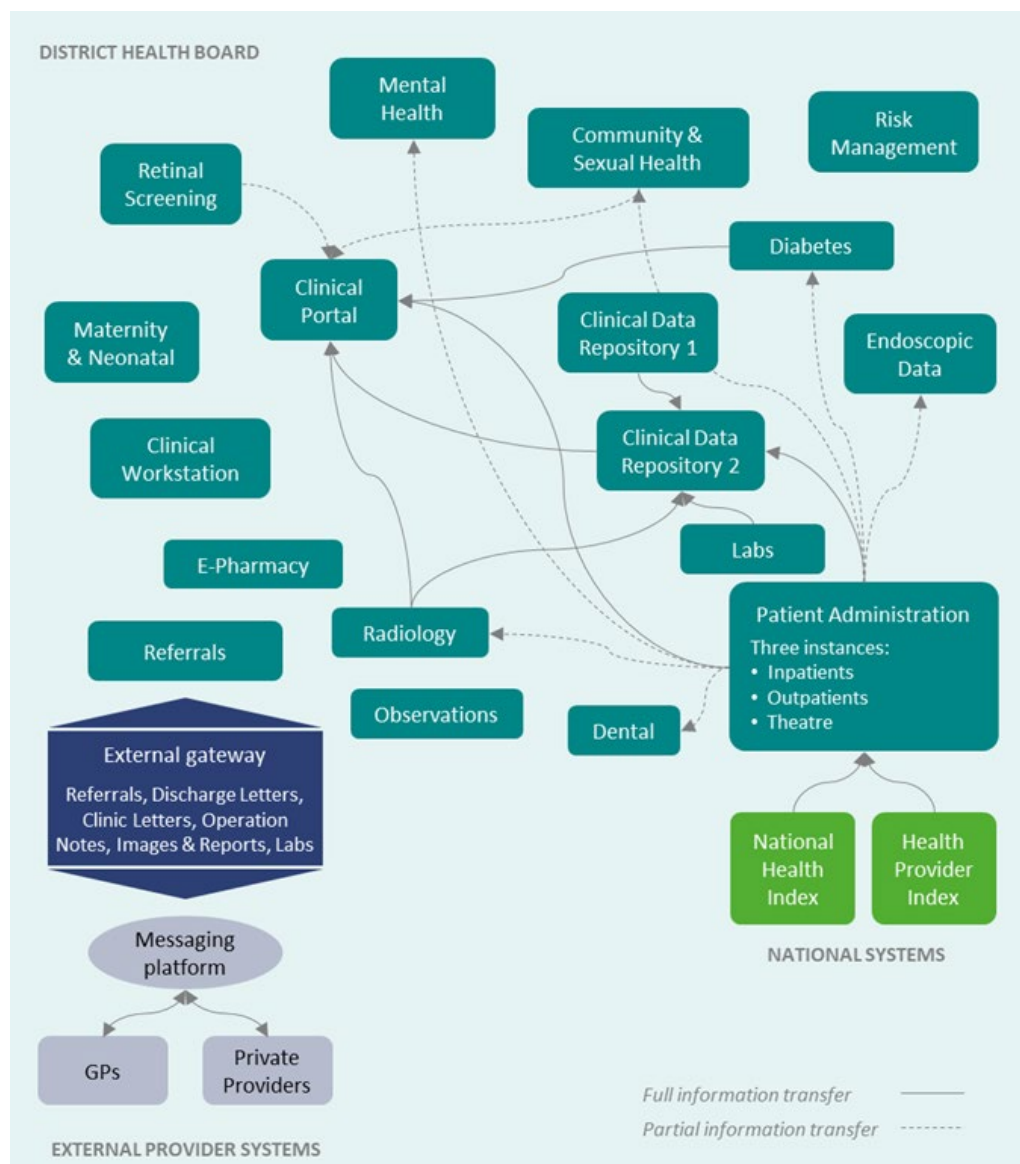 DISTRICT HEALTH BOARD
Mental
Health
Community &
Sexual Health
Risk
Management
Retinal
Screening
Diabetes
Clinical
Portal
Maternity
& Neonatal
Clinical Data
Repository 1
Endoscopic
Data
Clinical
Workstation
Clinical Data
Repository 2
Labs
E-Pharmacy
Radiology
Referrals
Observations
Dental
Patient Administration
Three instances:
• Inpatients
• Outpatients
• Theatre
External gateway
Referrals, Discharge Letters,
Clinic Letters, Operation
Notes, Images & Reports, Labs
National
Health
Index
Health
Provider
Index
NATIONAL SYSTEMS
Messaging
platform
GPs
Private
Providers
EXTERNAL PROVIDER SYSTEMS
Full information transfer
Partial information transfer